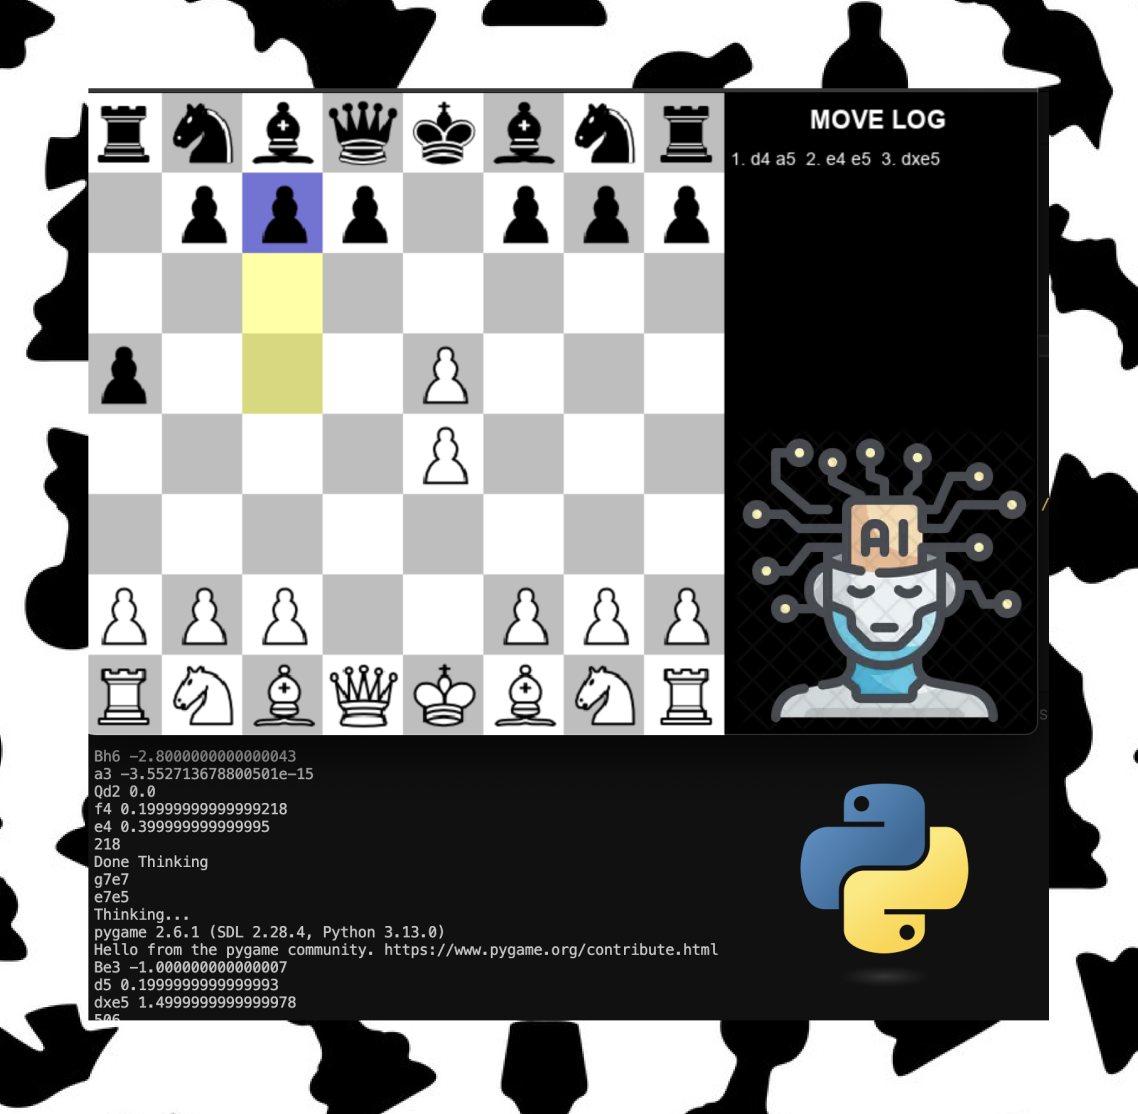 MOVE LOG
1. d4 a5 2. e4 e5 3. dxe5
AI
Bh6 -2.8000000000000043
a3 -3.552713678800501e-15
Qd2 0.0
f4 0.19999999999999218
e4 0.399999999999995
218
Done Thinking
g7e7
e7e5
Thinking...
pygame 2.6.1 (SDL 2.28.4, Python 3.13.0)
Hello from the pygame community. https://www.pygame.org/contribute.html
Be3 -1.000000000000007
d5 0.1999999999999993
dxe5 1.4999999999999978
506